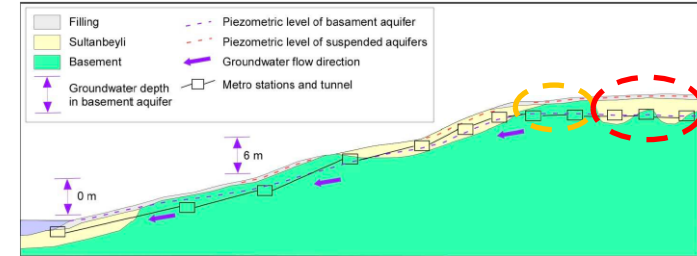 Filling
Sultanbeyli
Basement
Groundwater depth
in basement aquifer
Piezometric level of basament aquifer
Piezometric level of suspended aquifers
Groundwater flow direction
Metro stations and tunnel
6 m
0 m